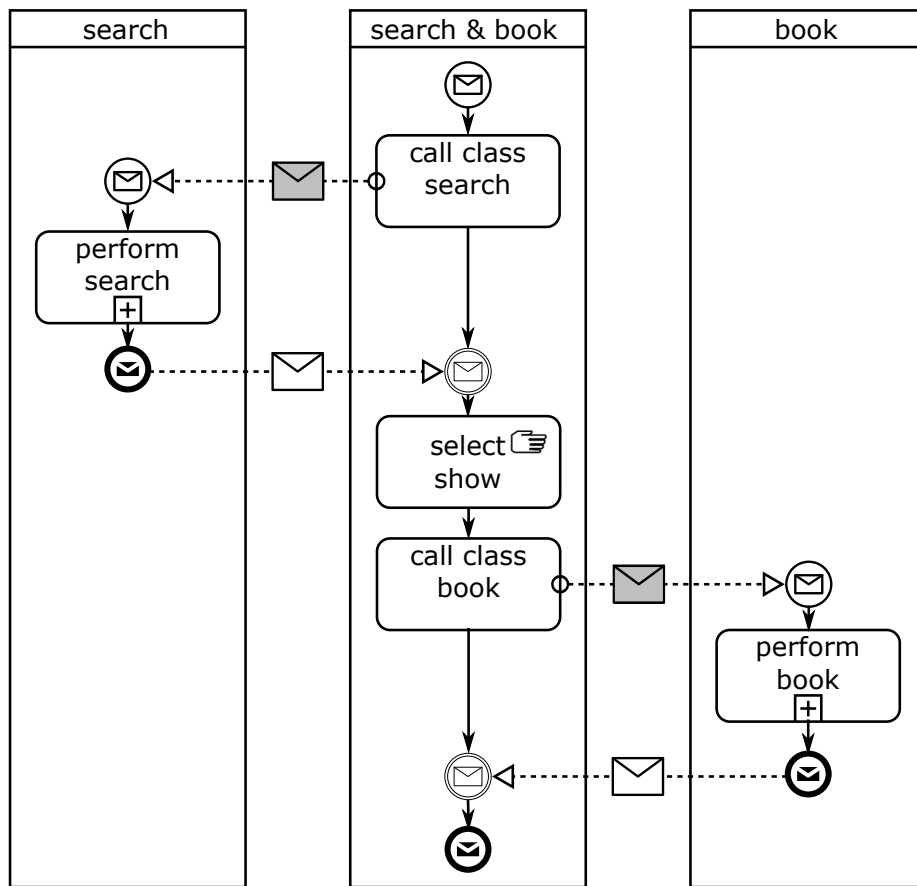 search
search & book
book
call class
search
perform
search
select
show
call class
book
perform
book